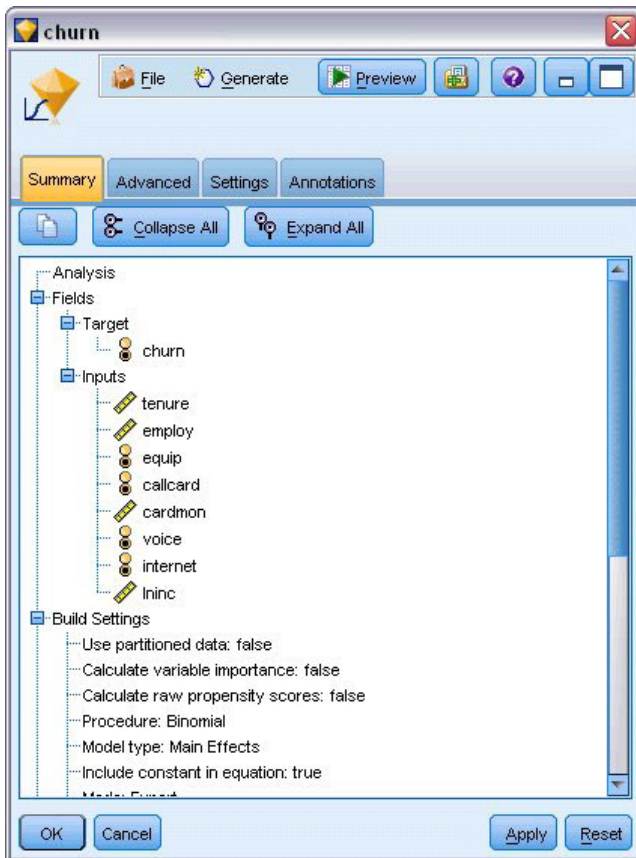 churn
File Generate Preview
Summary Advanced Settings Annotations
Collapse All Expand All
Analysis
Fields
Target
churn
Inputs
tenure
employ
equip
callcard
cardmon
voice
internet
lninc
Build Settings
Use partitioned data: false
Calculate variable importance: false
Calculate raw propensity scores: false
Procedure: Binomial
Model type: Main Effects
Include constant in equation: true
Mode: Expert
OK Cancel Apply Reset